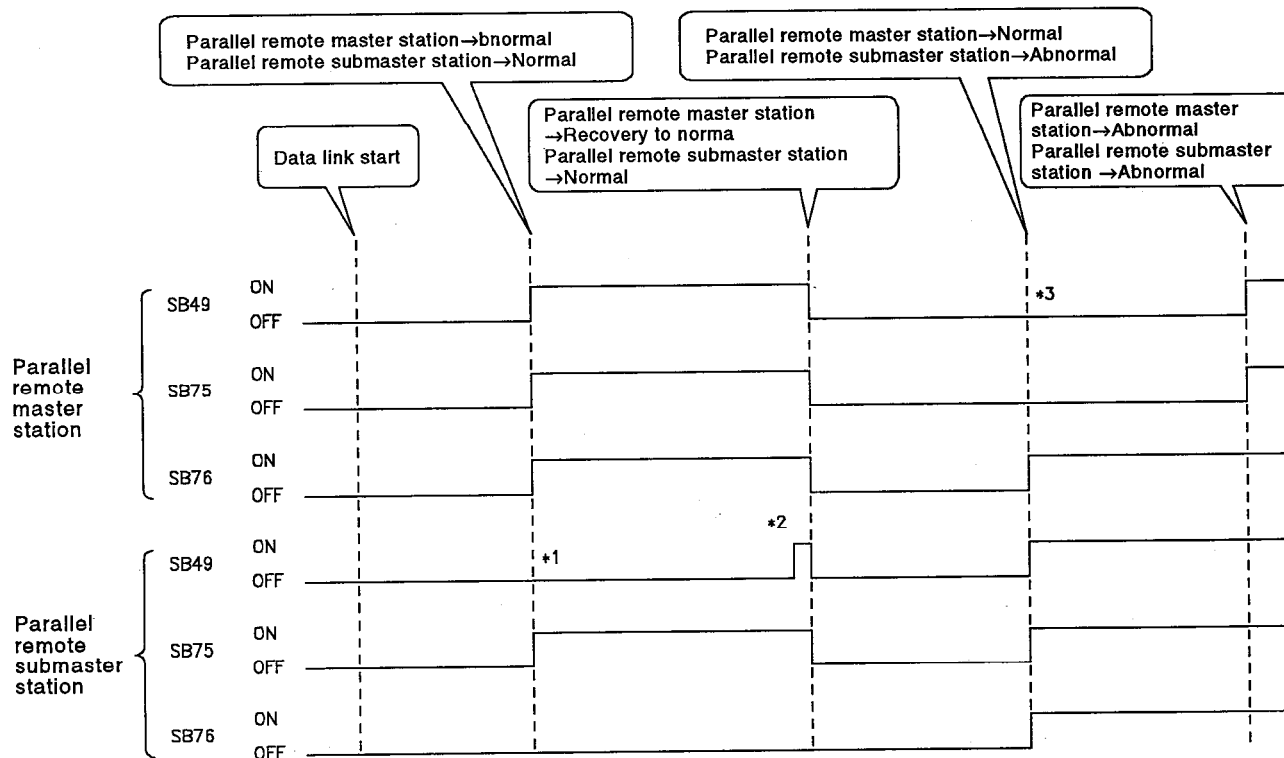 Parallel remote master station→bnormal
Parallel remote submaster station→Normal
Parallel remote master station→Normal
Parallel remote submaster station→Abnormal
Data link start
Parallel remote master station
→Recovery to norma
Parallel remote submaster station
→Normal
Parallel remote master
station→Abnormal
Parallel remote submaster
station →Abnormal
Parallel
remote
master
station
SB49
ON
OFF
*3
SB75
ON
OFF
SB76
ON
OFF
Parallel
remote
submaster
station
SB49
ON
OFF
*1
*2
SB75
ON
OFF
SB76
ON
OFF